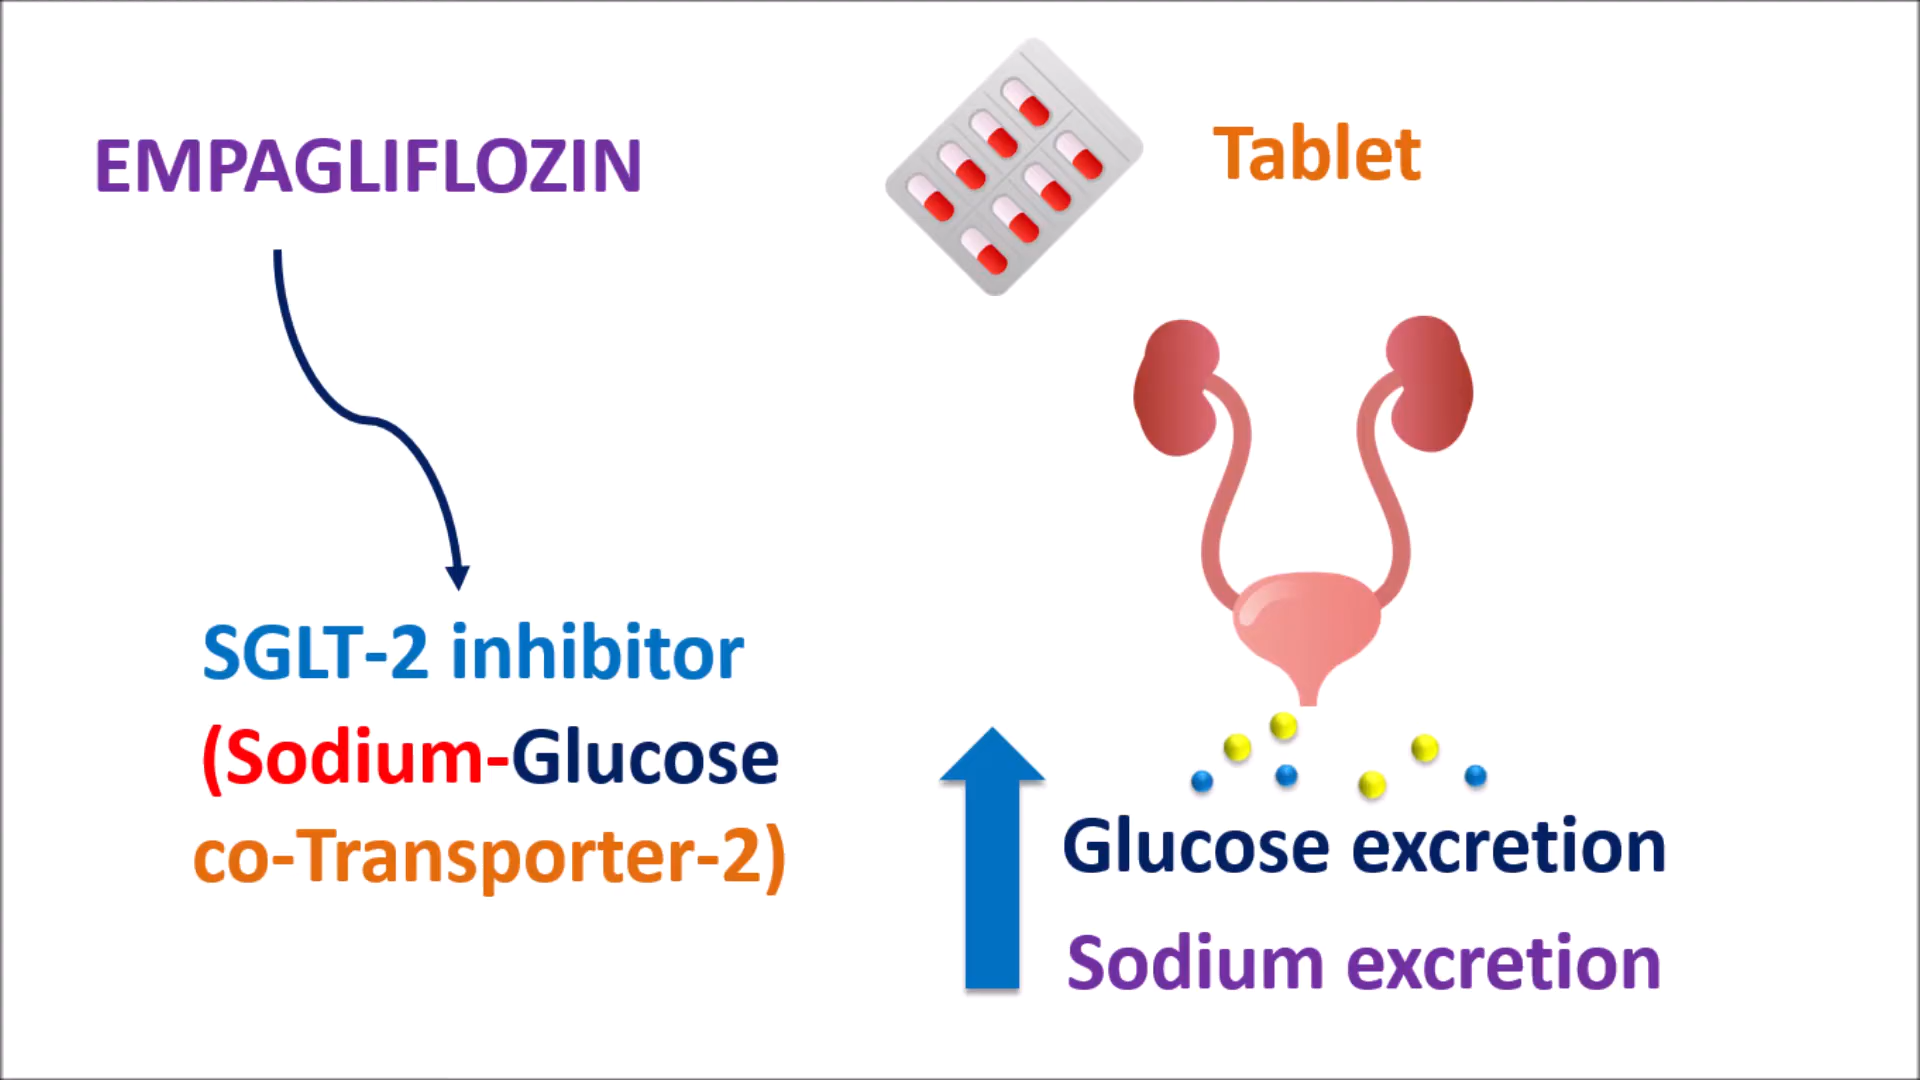 EMPAGLIFLOZIN
Tablet
SGLT-2 inhibitor
(Sodium-Glucose
co-Transporter-2)
Glucose excretion
Sodium excretion